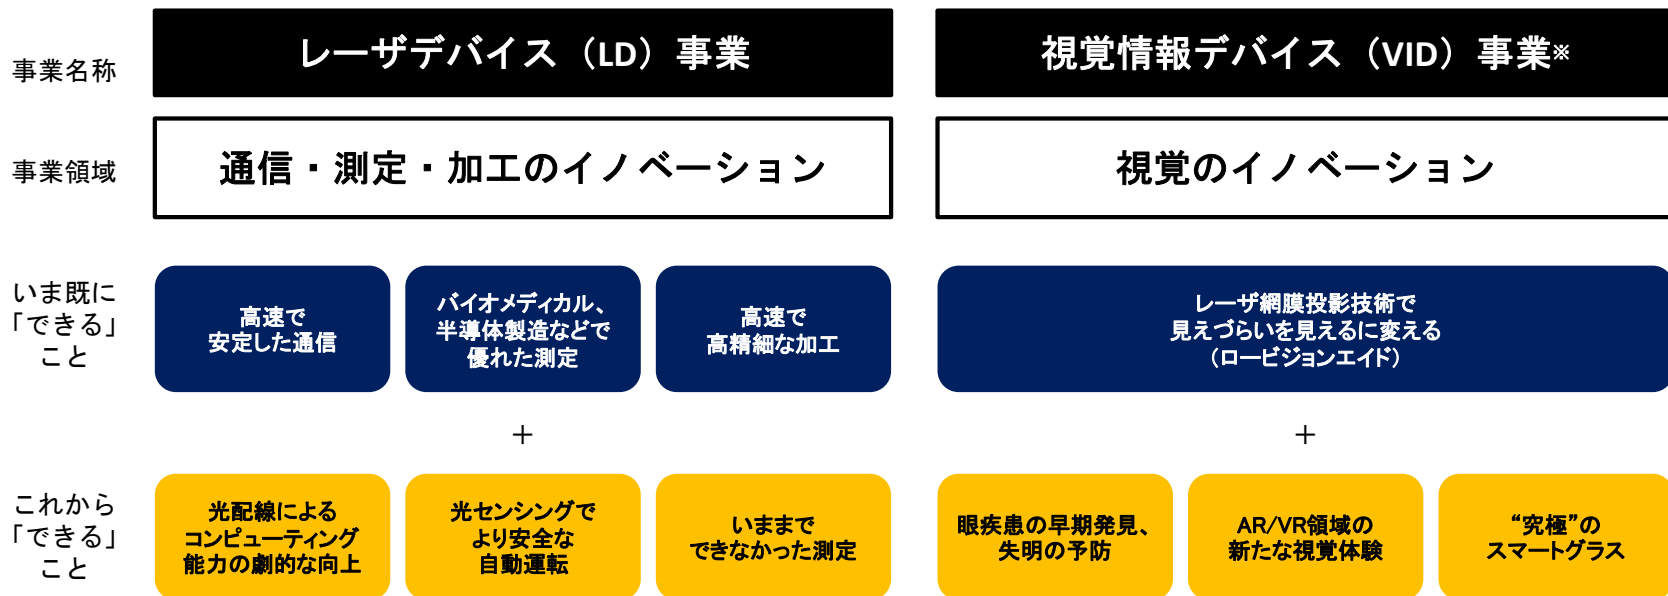 事業名称
レーザデバイス（LD）事業
視覚情報デバイス（VID）事業※
事業領域
通信・測定・加工のイノベーション
視覚のイノベーション
いま既に
「できる」
こと
高速で
安定した通信
バイオメディカル、
半導体製造などで
優れた測定
高速で
高精細な加工
レーザ網膜投影技術で
見えづらいを見えるに変える
（ロービジョンエイド）
＋
＋
これから
「できる」
こと
光配線による
コンピューティング
能力の劇的な向上
光センシングで
より安全な
自動運転
いままで
できなかった測定
眼疾患の早期発見、
失明の予防
AR/VR領域の
新たな視覚体験
“究極”の
スマートグラス